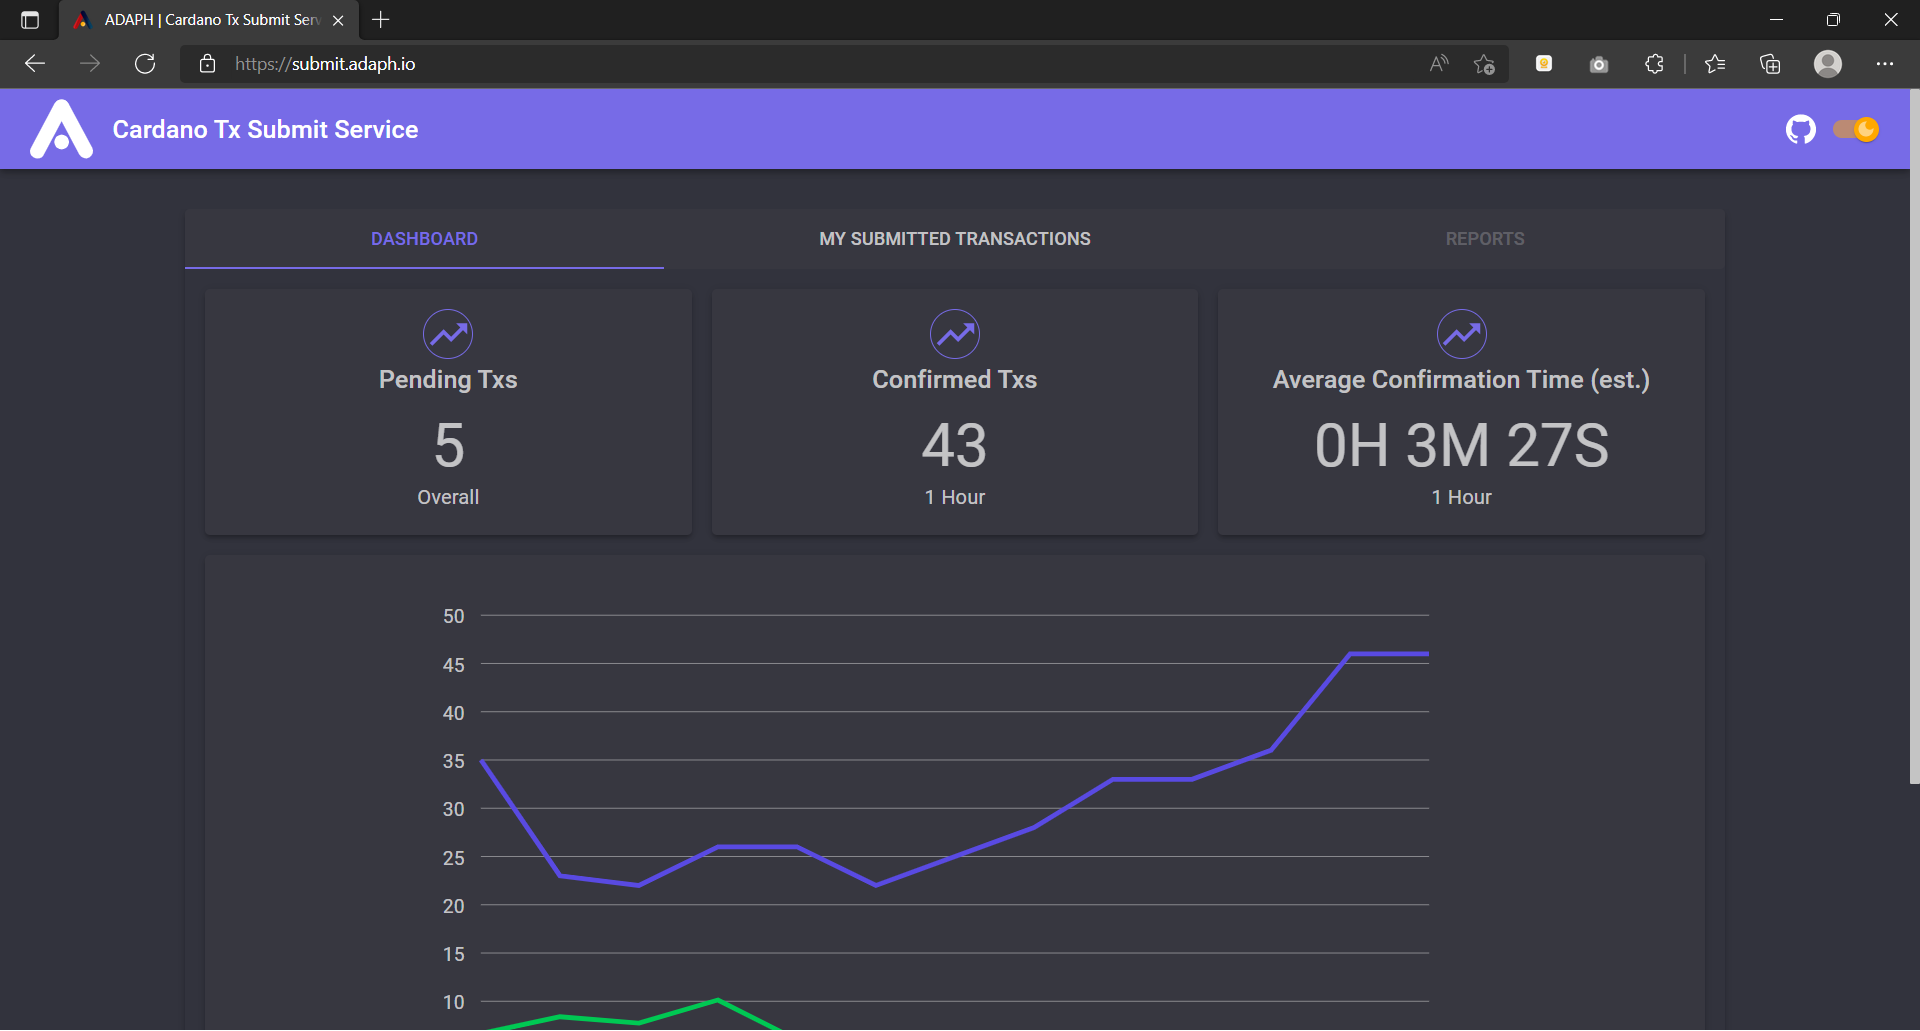 ADAPH | Cardano Tx Submit Ser
https://submit.adaph.io
Cardano Tx Submit Service
DASHBOARD
MY SUBMITTED TRANSACTIONS
REPORTS
Pending Txs
5
Overall
Confirmed Txs
43
1 Hour
Average Confirmation Time (est.)
0H 3M 27S
1 Hour
50
45
40
35
30
25
20
15
10